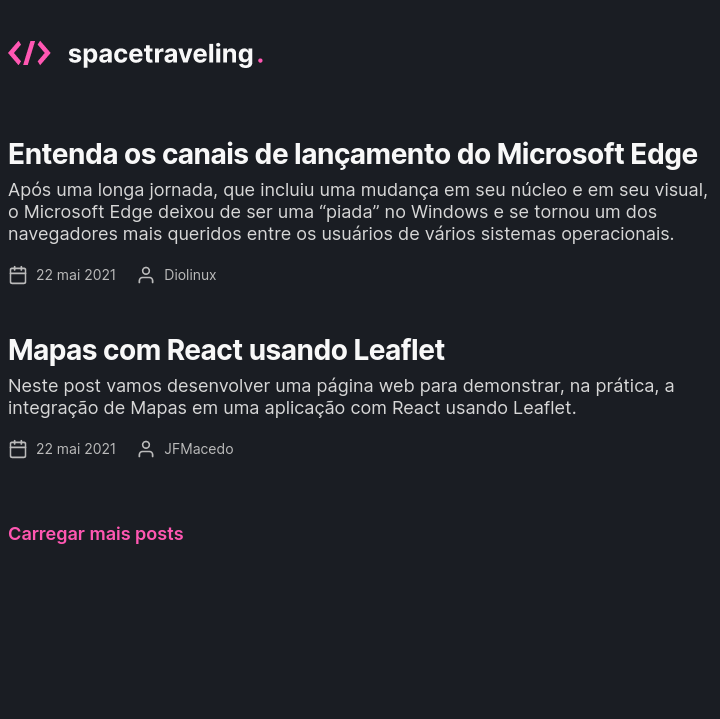 </> spacetraveling.
Entenda os canais de lançamento do Microsoft Edge
Após uma longa jornada, que incluiu uma mudança em seu núcleo e em seu visual,
o Microsoft Edge deixou de ser uma “piada” no Windows e se tornou um dos
navegadores mais queridos entre os usuários de vários sistemas operacionais.
22 mai 2021 Diolinux
Mapas com React usando Leaflet
Neste post vamos desenvolver uma página web para demonstrar, na prática, a
integração de Mapas em uma aplicação com React usando Leaflet.
22 mai 2021 JFMacedo
Carregar mais posts